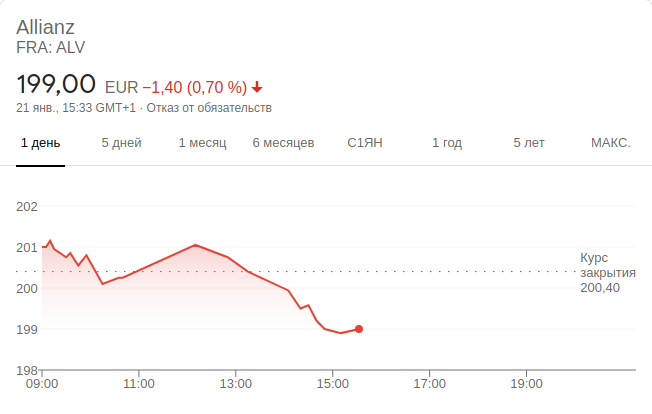 Allianz
FRA: ALV
199,00 EUR −1,40 (0,70 %)
21 янв., 15:33 GMT+1 · Отказ от обязательств
1 день 5 дней 1 месяц 6 месяцев С1ЯН 1 год 5 лет МАКС.
202
201
200
199
198
Курс
закрытия
200,40
09:00 11:00 13:00 15:00 17:00 19:00